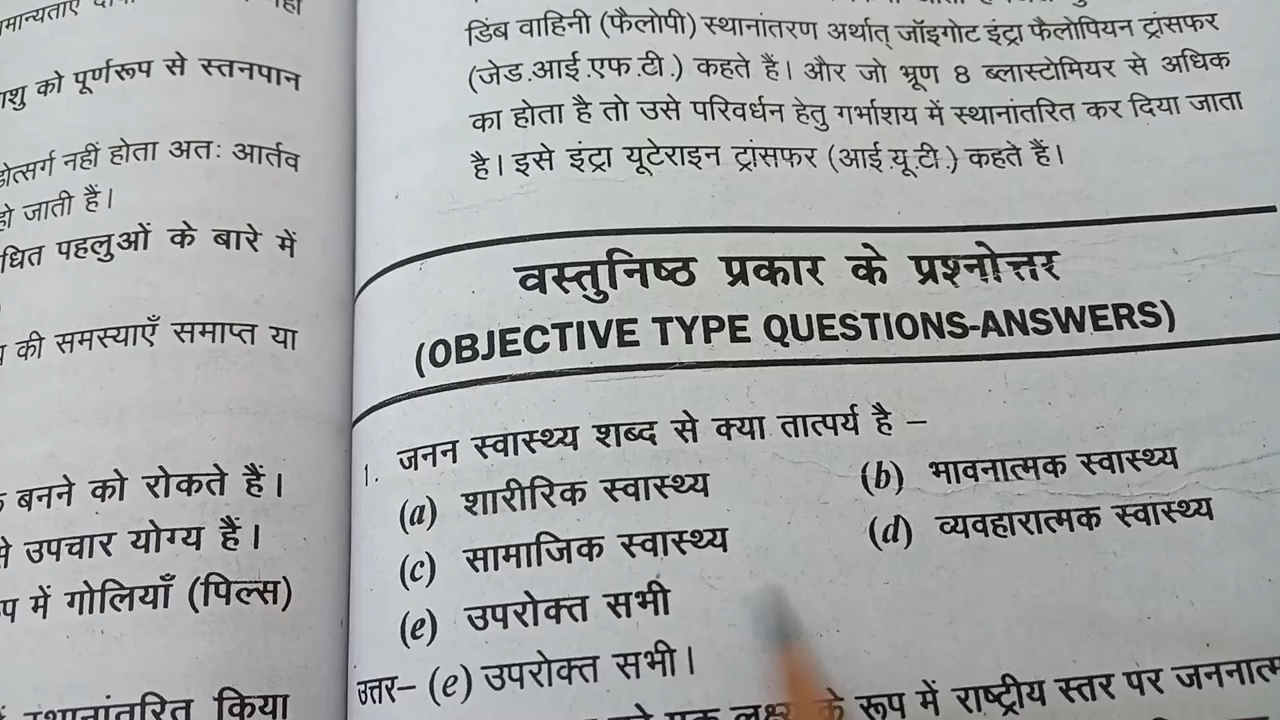 को पूर्णरूप से स्तनपान
नहीं होता अतः आर्तव
हो जाती हैं।
पहलुओं के बारे में
की समस्याएँ समाप्त या
बनने को रोकते हैं।
उपचार योग्य हैं।
में गोलियाँ (पिल्स)
स्थानांतरित किया
डिंब वाहिनी (फैलोपी) स्थानांतरण अर्थात् जॉइगोट इंट्रा फैलोपियन ट्रांसफर
(जेड.आई.एफ.टी.) कहते हैं। और जो भ्रूण 8 ब्लास्टोमियर से अधिक
का होता है तो उसे परिवर्धन हेतु गर्भाशय में स्थानांतरित कर दिया जाता
है। इसे इंट्रा यूटेराइन ट्रांसफर (आई.यू.टी.) कहते हैं।
वस्तुनिष्ठ प्रकार के प्रश्नोत्तर
(OBJECTIVE TYPE QUESTIONS-ANSWERS)
1. जनन स्वास्थ्य शब्द से क्या तात्पर्य है –
(a) शारीरिक स्वास्थ्य (b) भावनात्मक स्वास्थ्य
(c) सामाजिक स्वास्थ्य (d) व्यवहारात्मक स्वास्थ्य
(e) उपरोक्त सभी
उत्तर– (e) उपरोक्त सभी।
के रूप में राष्ट्रीय स्तर पर